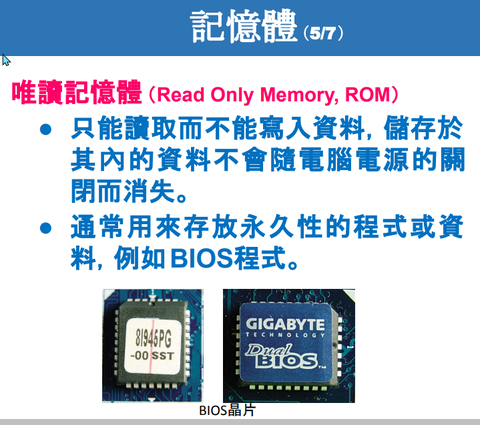 記憶體（5/7）
唯讀記憶體（Read Only Memory, ROM）
● 只能讀取而不能寫入資料, 儲存於
其內的資料不會隨電腦電源的關
閉而消失。
● 通常用來存放永久性的程式或資
料, 例如BIOS程式。
8I945PG
-00 SST
GIGABYTE
TECHNOLOGY
Dual
BIOS™
BIOS晶片